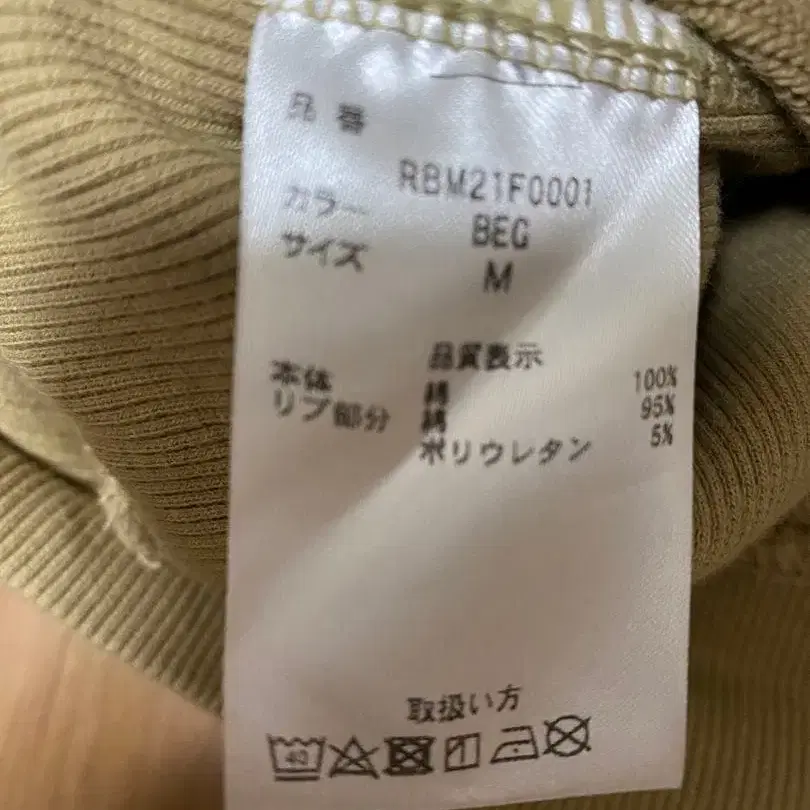 品番
RBM21F0001
カラー BEG
サイズ M
品質表示
本体 綿 100%
リブ部分 綿 95%
ポリウレタン 5%
取扱い方
40